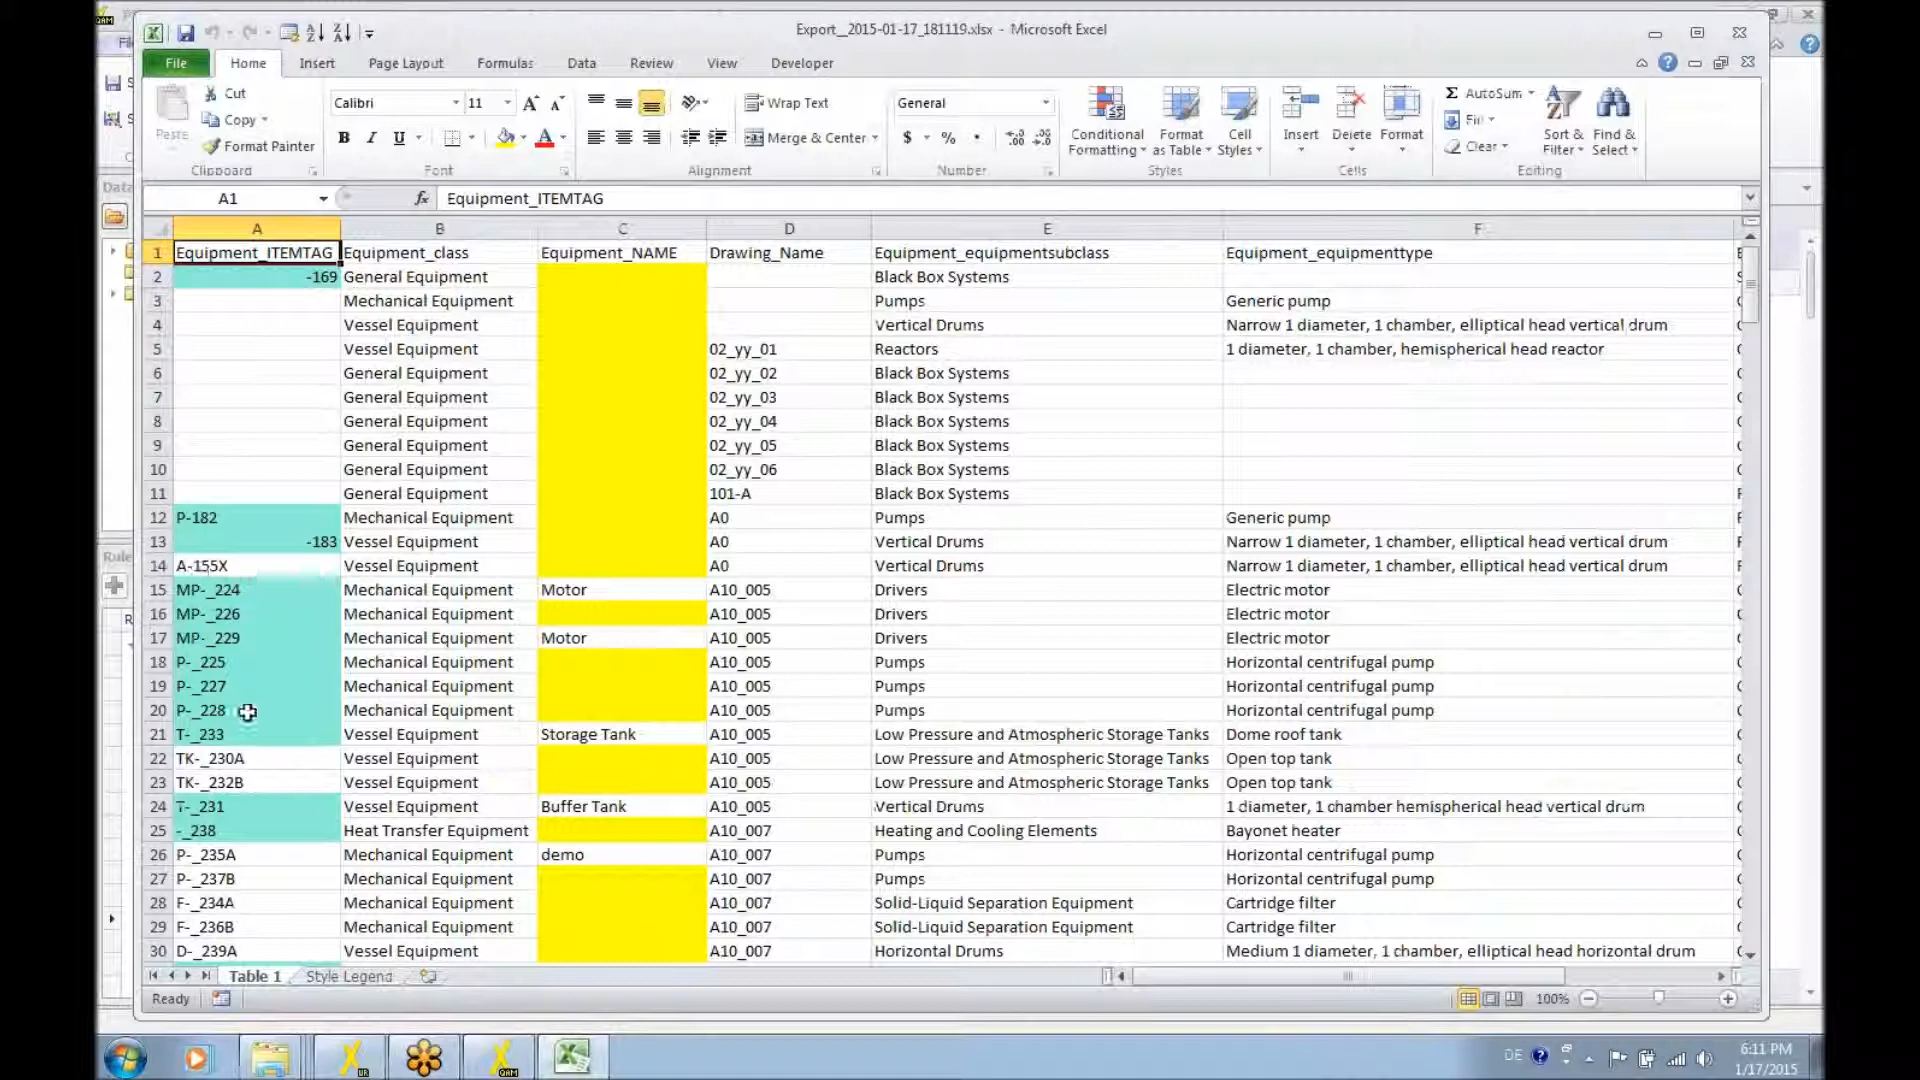 Export__2015-01-17_181119.xlsx - Microsoft Excel
File Home Insert Page Layout Formulas Data Review View Developer
Cut
Copy
Paste
Format Painter
Clipboard
Calibri 11
B I U
Font
Wrap Text
Merge & Center
Alignment
General
$ %
Number
Conditional Formatting
Format as Table
Cell Styles
Styles
Insert Delete Format
Cells
AutoSum
Fill
Clear
Sort & Filter
Find & Select
Editing
Data
Rule
A1 fx Equipment_ITEMTAG
A B C D E F
1 Equipment_ITEMTAG Equipment_class Equipment_NAME Drawing_Name Equipment_equipmentsubclass Equipment_equipmenttype
2 -169 General Equipment Black Box Systems
3 Mechanical Equipment Pumps Generic pump
4 Vessel Equipment Vertical Drums Narrow 1 diameter, 1 chamber, elliptical head vertical drum
5 Vessel Equipment 02_yy_01 Reactors 1 diameter, 1 chamber, hemispherical head reactor
6 General Equipment 02_yy_02 Black Box Systems
7 General Equipment 02_yy_03 Black Box Systems
8 General Equipment 02_yy_04 Black Box Systems
9 General Equipment 02_yy_05 Black Box Systems
10 General Equipment 02_yy_06 Black Box Systems
11 General Equipment 101-A Black Box Systems
12 P-182 Mechanical Equipment A0 Pumps Generic pump
13 -183 Vessel Equipment A0 Vertical Drums Narrow 1 diameter, 1 chamber, elliptical head vertical drum
14 A-155X Vessel Equipment A0 Vertical Drums Narrow 1 diameter, 1 chamber, elliptical head vertical drum
15 MP-_224 Mechanical Equipment Motor A10_005 Drivers Electric motor
16 MP-_226 Mechanical Equipment A10_005 Drivers Electric motor
17 MP-_229 Mechanical Equipment Motor A10_005 Drivers Electric motor
18 P-_225 Mechanical Equipment A10_005 Pumps Horizontal centrifugal pump
19 P-_227 Mechanical Equipment A10_005 Pumps Horizontal centrifugal pump
20 P-_228 Mechanical Equipment A10_005 Pumps Horizontal centrifugal pump
21 T-_233 Vessel Equipment Storage Tank A10_005 Low Pressure and Atmospheric Storage Tanks Dome roof tank
22 TK-_230A Vessel Equipment A10_005 Low Pressure and Atmospheric Storage Tanks Open top tank
23 TK-_232B Vessel Equipment A10_005 Low Pressure and Atmospheric Storage Tanks Open top tank
24 T-_231 Vessel Equipment Buffer Tank A10_005 Vertical Drums 1 diameter, 1 chamber hemispherical head vertical drum
25 -_238 Heat Transfer Equipment A10_007 Heating and Cooling Elements Bayonet heater
26 P-_235A Mechanical Equipment demo A10_007 Pumps Horizontal centrifugal pump
27 P-_237B Mechanical Equipment A10_007 Pumps Horizontal centrifugal pump
28 F-_234A Mechanical Equipment A10_007 Solid-Liquid Separation Equipment Cartridge filter
29 F-_236B Mechanical Equipment A10_007 Solid-Liquid Separation Equipment Cartridge filter
30 D-_239A Vessel Equipment A10_007 Horizontal Drums Medium 1 diameter, 1 chamber, elliptical head horizontal drum
Table 1 Style Legend
Ready 100%
DE 6:11 PM
1/17/2015